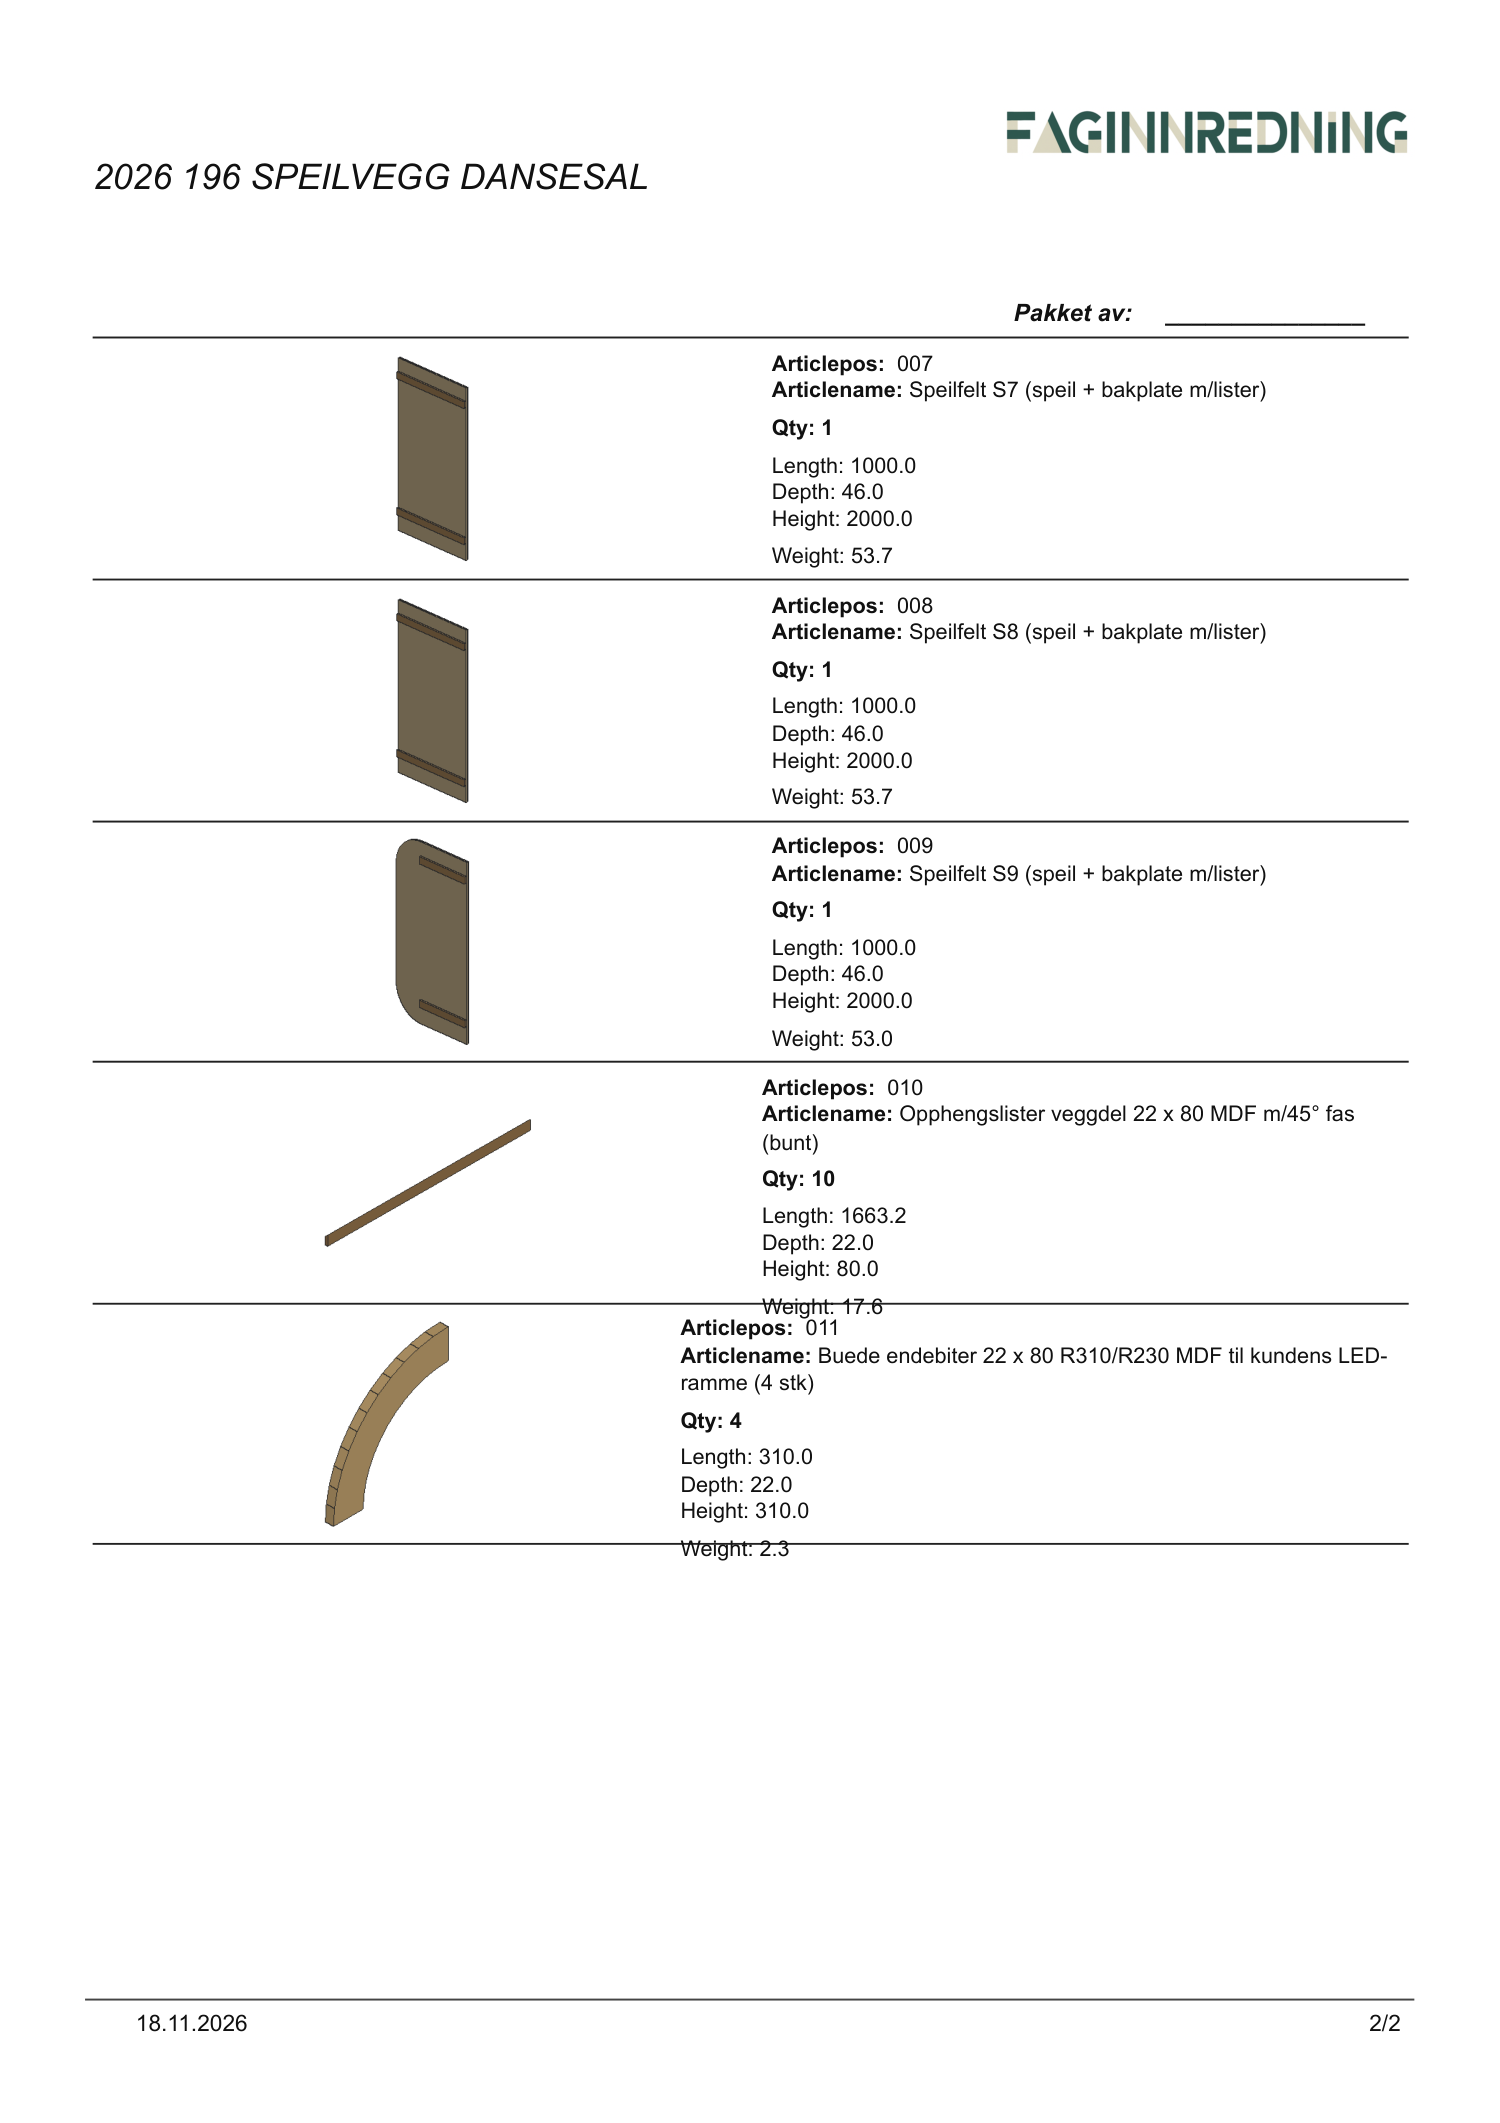 FAGINNREDNING
2026 196 SPEILVEGG DANSESAL
Pakket av: _______________
Articlepos: 007
Articlename: Speilfelt S7 (speil + bakplate m/lister)
Qty: 1
Length: 1000.0
Depth: 46.0
Height: 2000.0
Weight: 53.7
Articlepos: 008
Articlename: Speilfelt S8 (speil + bakplate m/lister)
Qty: 1
Length: 1000.0
Depth: 46.0
Height: 2000.0
Weight: 53.7
Articlepos: 009
Articlename: Speilfelt S9 (speil + bakplate m/lister)
Qty: 1
Length: 1000.0
Depth: 46.0
Height: 2000.0
Weight: 53.0
Articlepos: 010
Articlename: Opphengslister veggdel 22 x 80 MDF m/45° fas
(bunt)
Qty: 10
Length: 1663.2
Depth: 22.0
Height: 80.0
Weight: 17.6
Articlepos: 011
Articlename: Buede endebiter 22 x 80 R310/R230 MDF til kundens LED-
ramme (4 stk)
Qty: 4
Length: 310.0
Depth: 22.0
Height: 310.0
Weight: 2.3
18.11.2026
2/2